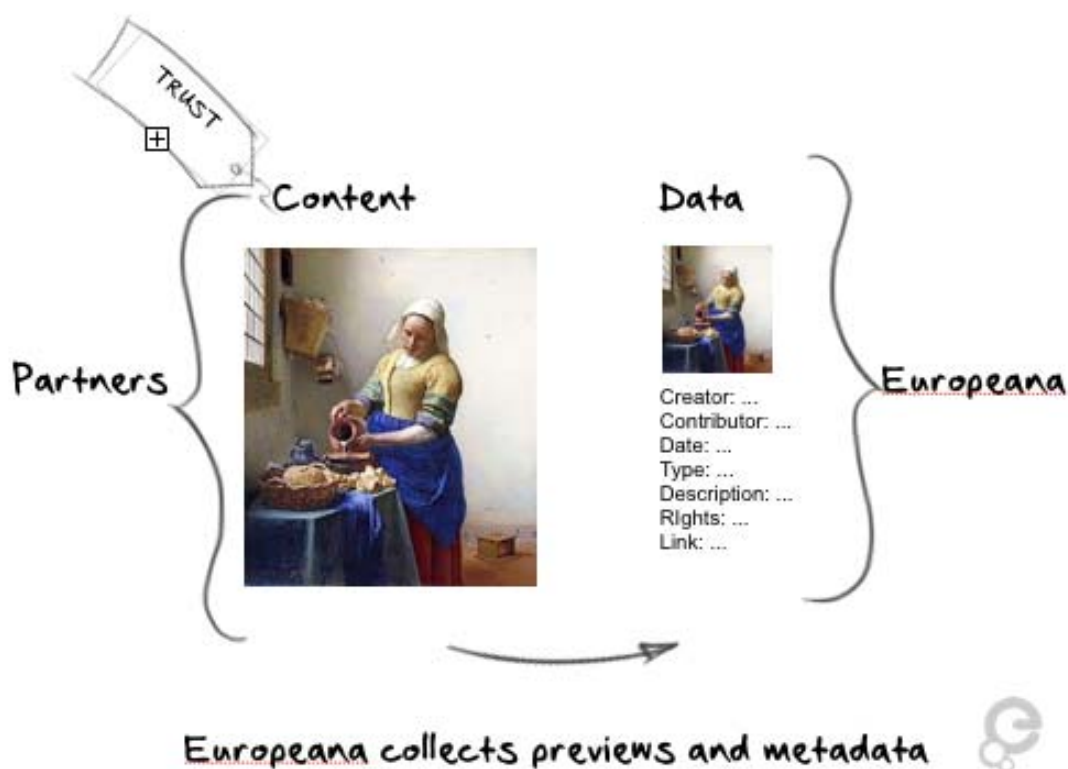 TRUST
Content
Data
Partners
Europeana
Creator: ...
Contributor: ...
Date: ...
Type: ...
Description: ...
RIghts: ...
Link: ...
Europeana collects previews and metadata